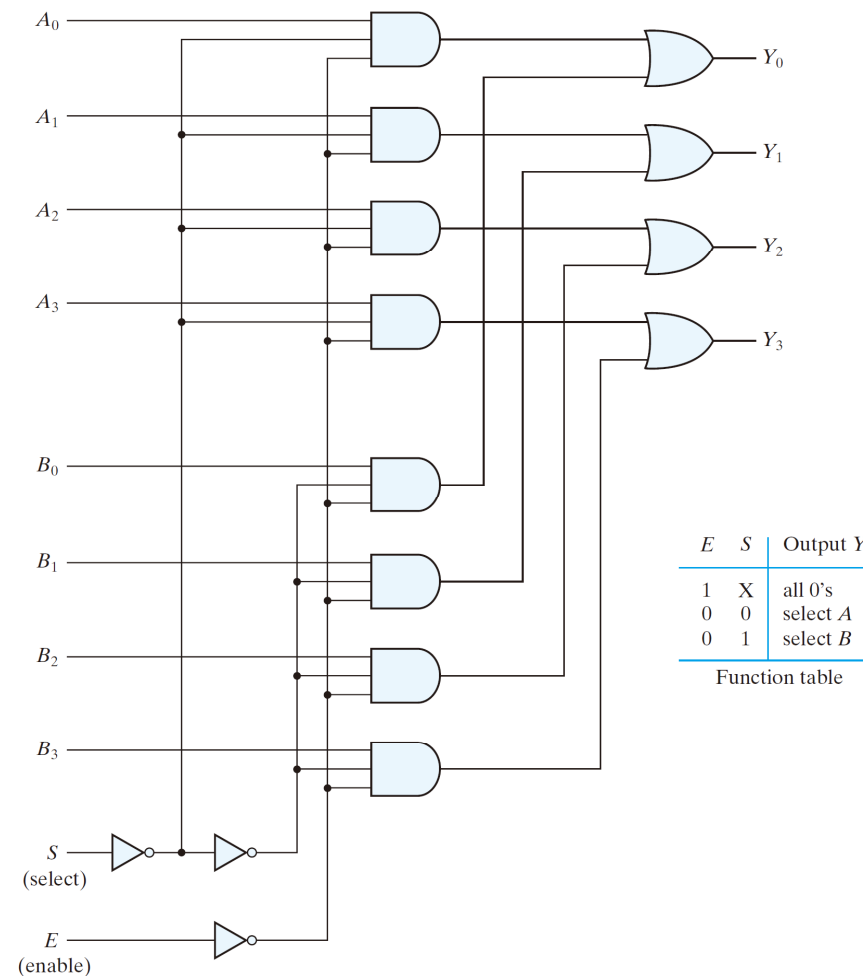 A₀
Y₀
A₁
Y₁
A₂
Y₂
A₃
Y₃
B₀
B₁
E S Output Y
1 X all 0's
0 0 select A
0 1 select B
Function table
B₂
B₃
S
(select)
E
(enable)